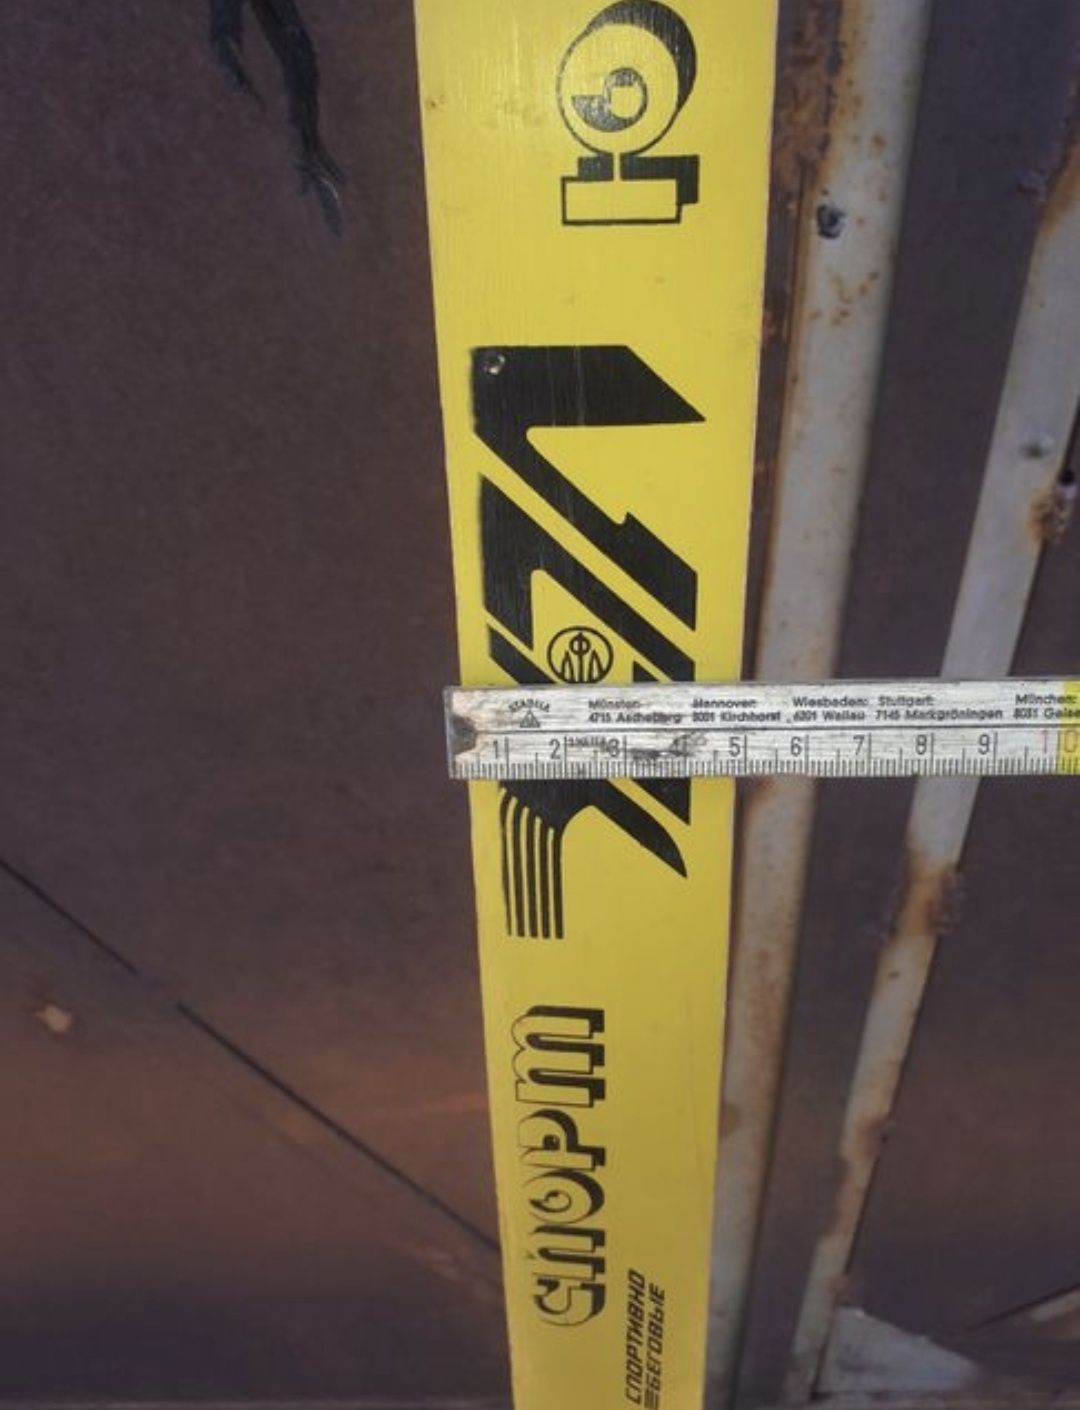 спорт
СПОРТИВНО
БЕГОВЫЕ
STABILA
Münster: Hannover: Wiesbaden: Stuttgart: München:
4715 Ascheberg 3001 Kirchhorst 6201 Wallau 7145 Markgröningen
1 2 3 4 5 6 7 8 9 10